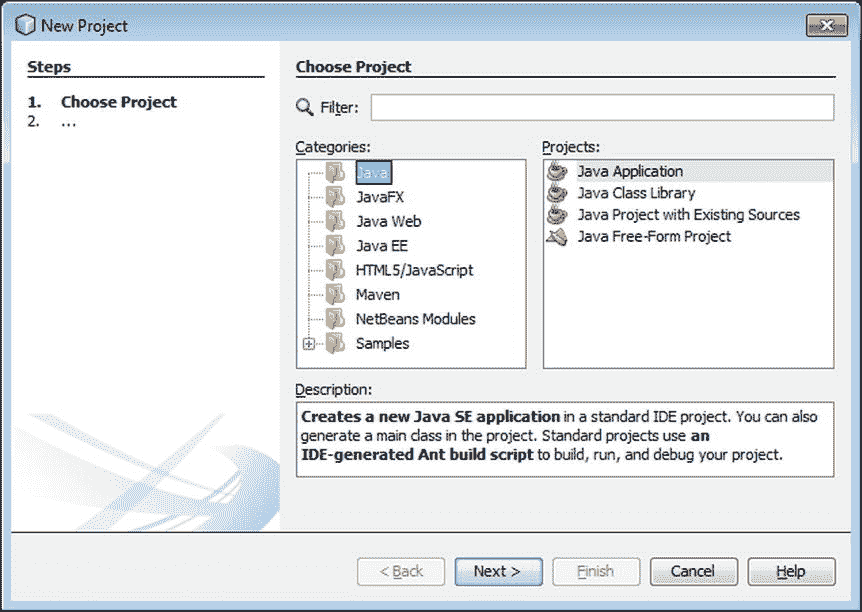 New Project
Steps
1. Choose Project
2. ...
Choose Project
Filter:
Categories:
Java
JavaFX
Java Web
Java EE
HTML5/JavaScript
Maven
NetBeans Modules
Samples
Projects:
Java Application
Java Class Library
Java Project with Existing Sources
Java Free-Form Project
Description:
Creates a new Java SE application in a standard IDE project. You can also
generate a main class in the project. Standard projects use an
IDE-generated Ant build script to build, run, and debug your project.
< Back
Next >
Finish
Cancel
Help